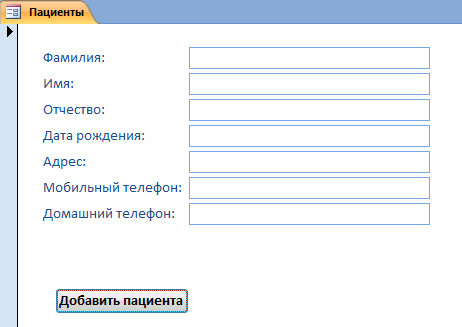 Пациенты
Фамилия:
Имя:
Отчество:
Дата рождения:
Адрес:
Мобильный телефон:
Домашний телефон:
Добавить пациента